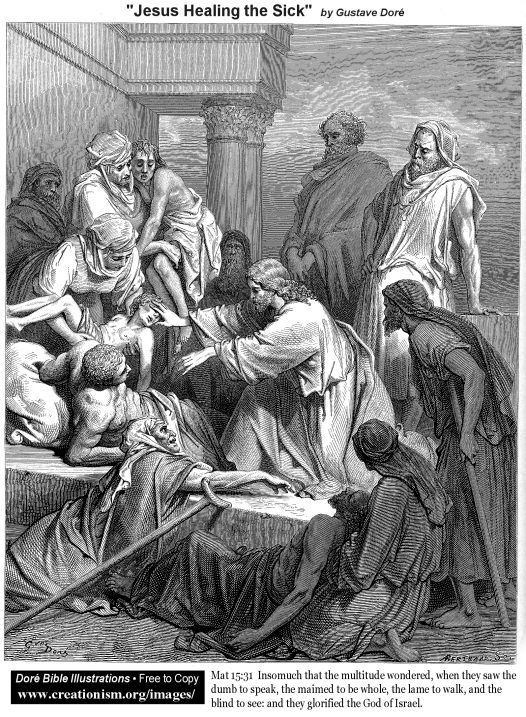 "Jesus Healing the Sick" by Gustave Doré
Doré Bible Illustrations • Free to Copy
www.creationism.org/images/
Mat 15:31 Insomuch that the multitude wondered, when they saw the
dumb to speak, the maimed to be whole, the lame to walk, and the
blind to see: and they glorified the God of Israel.